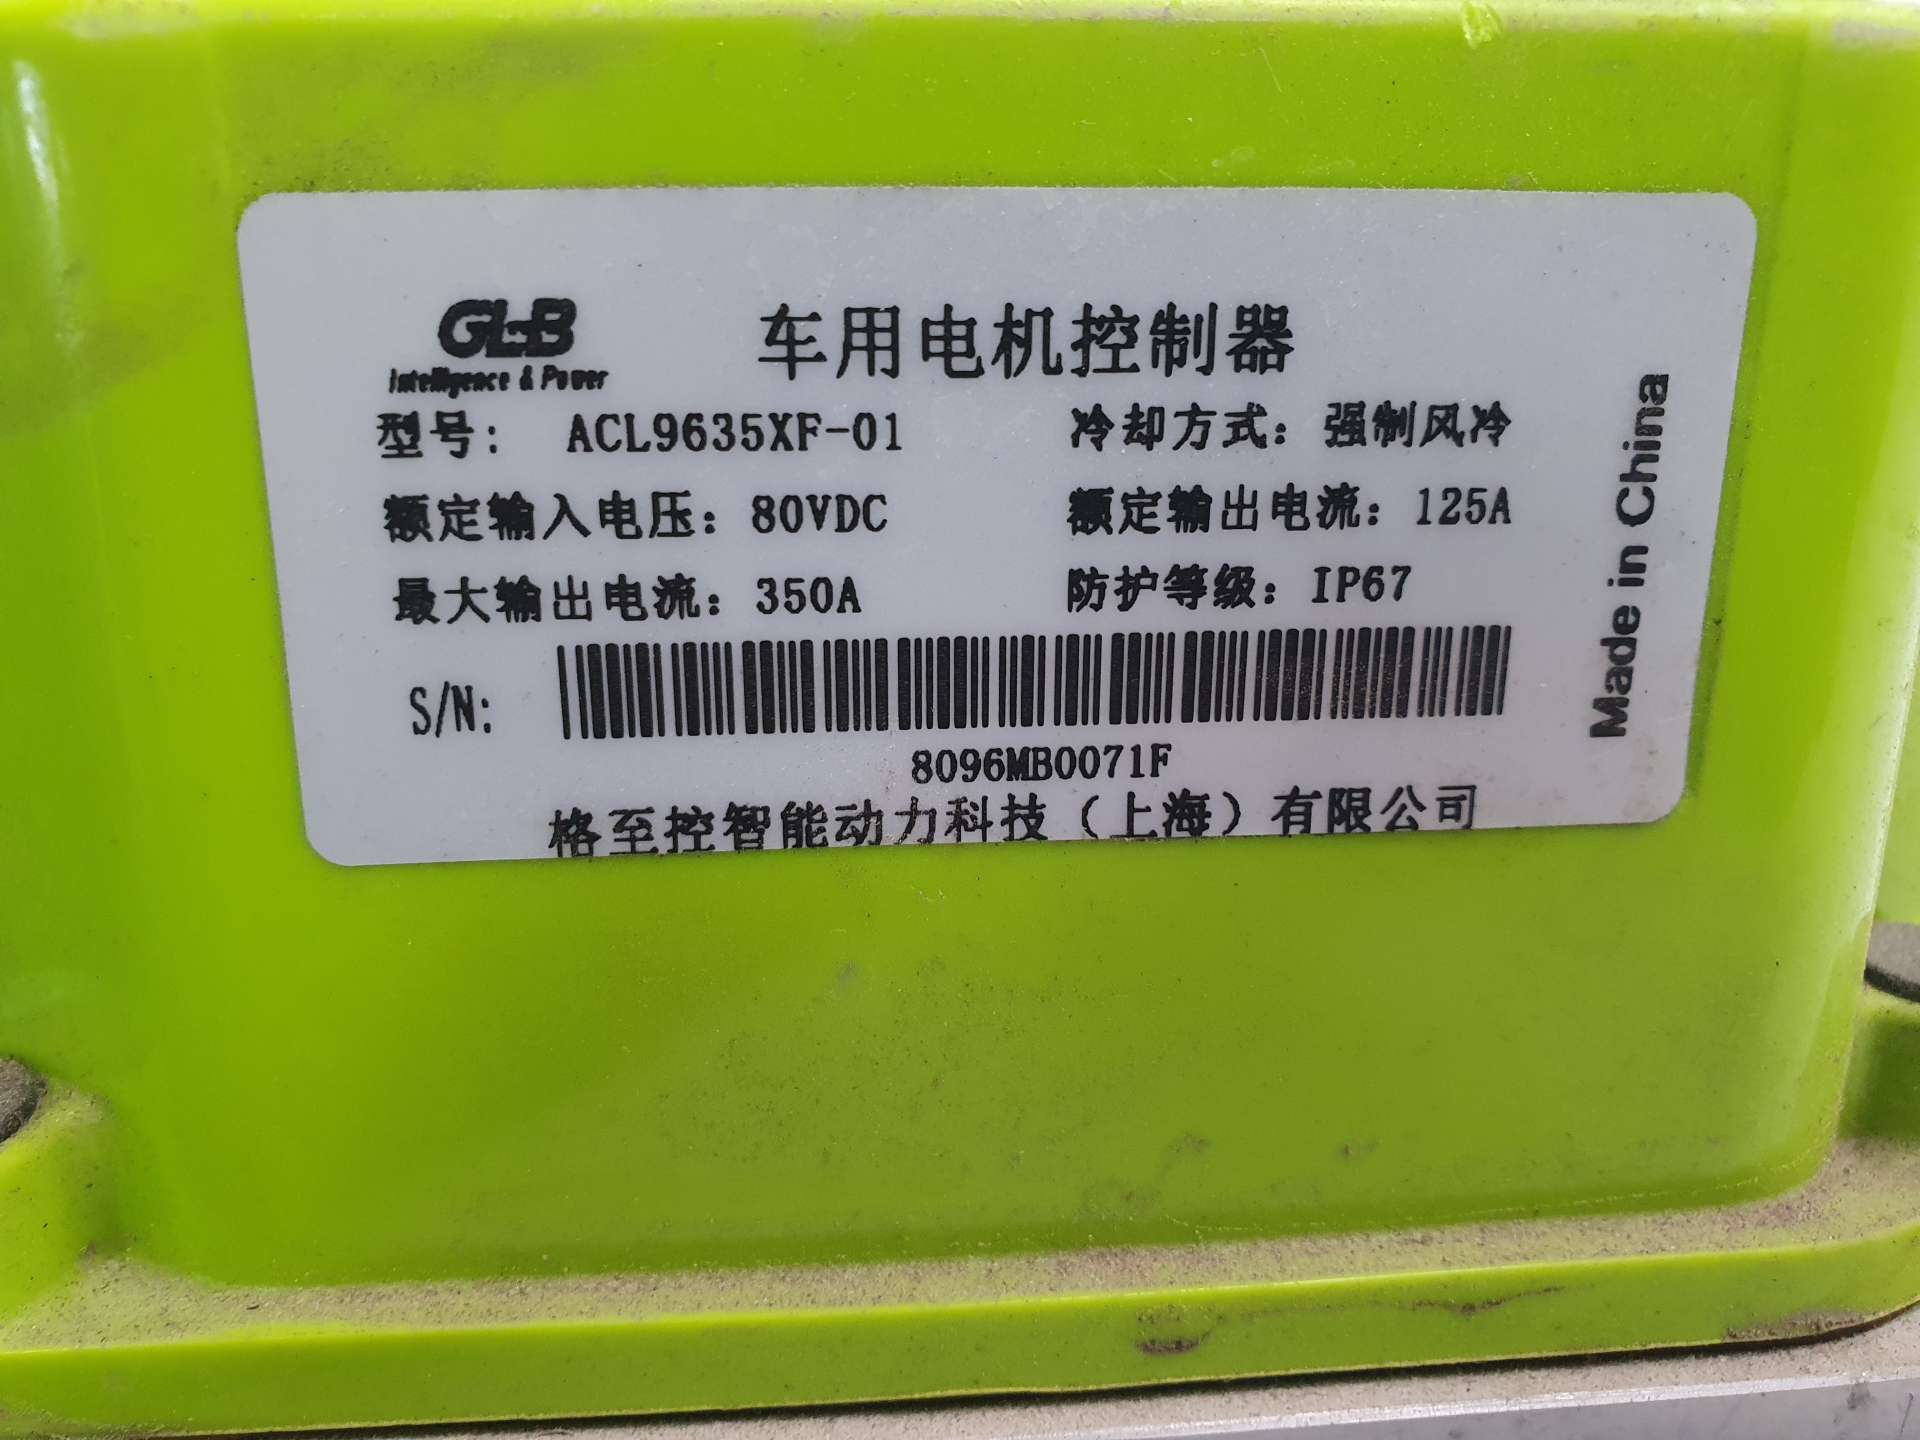 GLB
Intelligence & Power
车用电机控制器
型号： ACL9635XF-01
冷却方式：强制风冷
额定输入电压：80VDC
额定输出电流：125A
最大输出电流：350A
防护等级：IP67
S/N:
8096MB0071F
格至控智能动力科技（上海）有限公司
Made in China